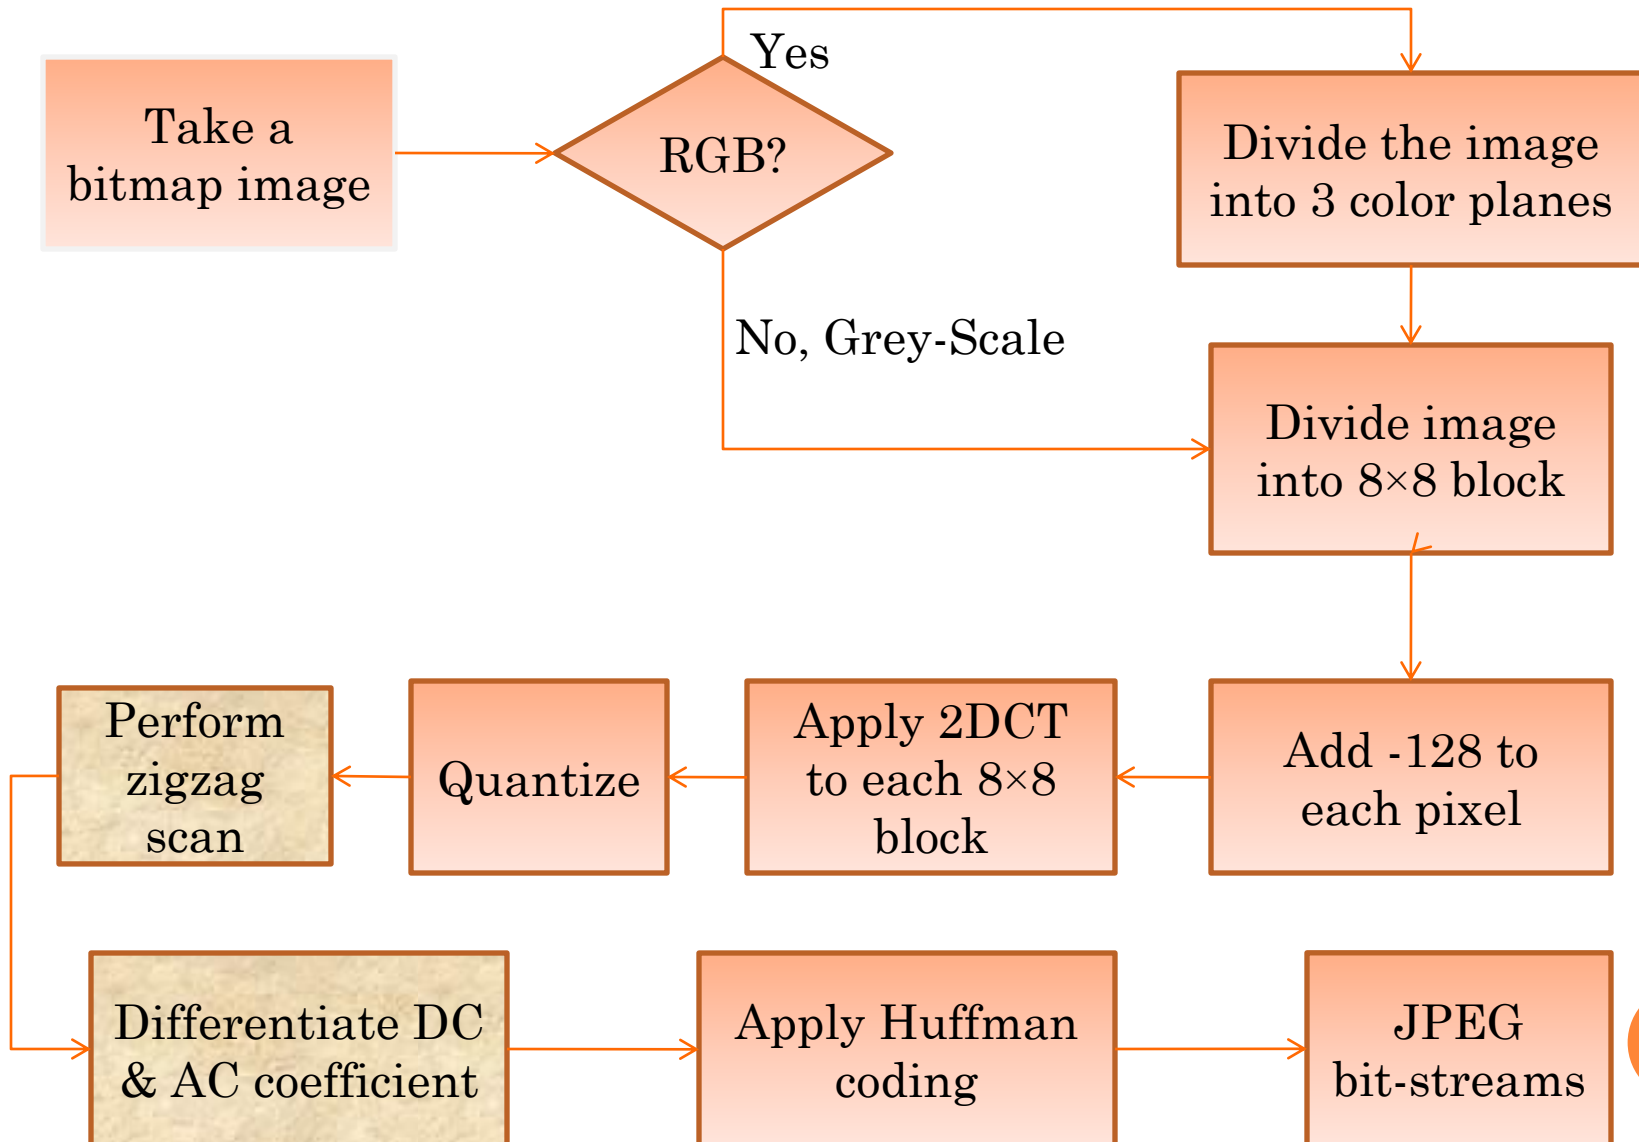 Take a
bitmap image
RGB?
Yes
Divide the image
into 3 color planes
No, Grey-Scale
Divide image
into 8×8 block
Add -128 to
each pixel
Apply 2DCT
to each 8×8
block
Quantize
Perform
zigzag
scan
Differentiate DC
& AC coefficient
Apply Huffman
coding
JPEG
bit-streams